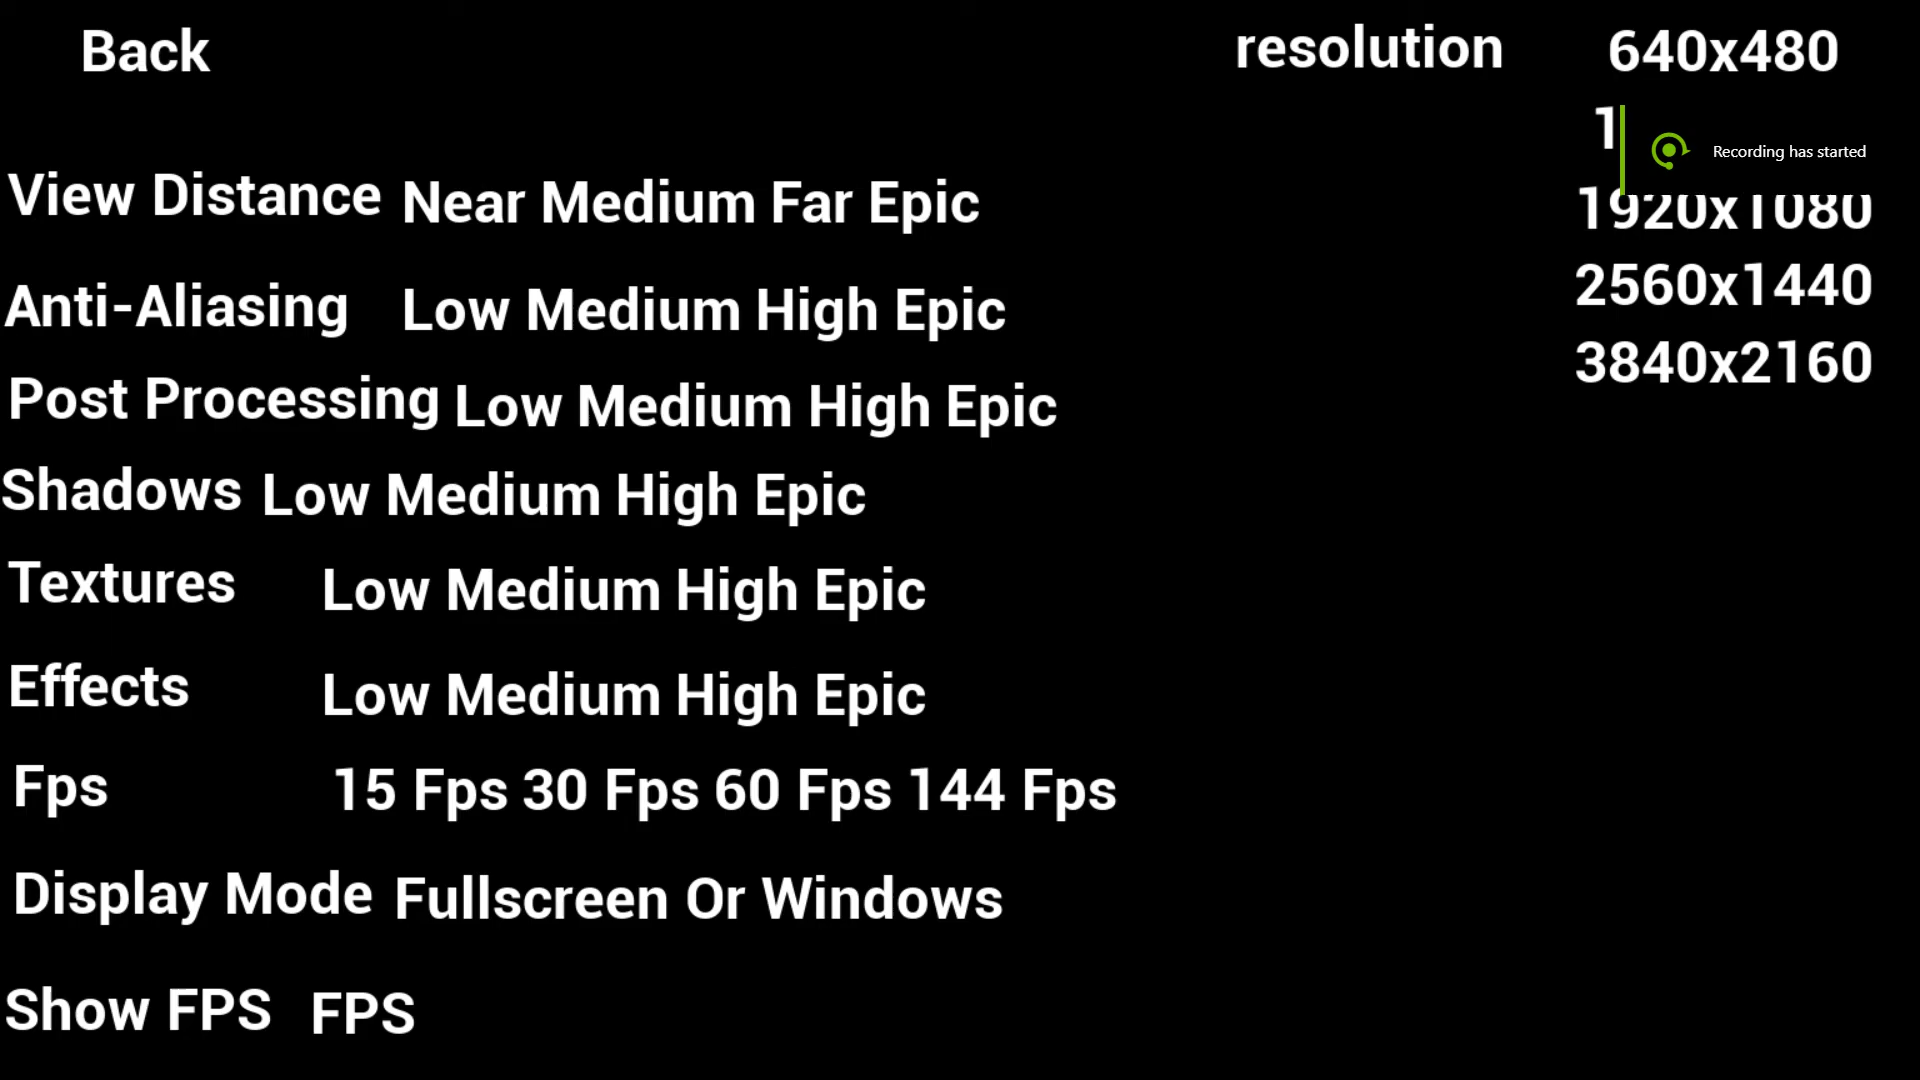 Back
resolution
640x480
1
Recording has started
1920x1080
2560x1440
3840x2160
View Distance Near Medium Far Epic
Anti-Aliasing Low Medium High Epic
Post Processing Low Medium High Epic
Shadows Low Medium High Epic
Textures Low Medium High Epic
Effects Low Medium High Epic
Fps 15 Fps 30 Fps 60 Fps 144 Fps
Display Mode Fullscreen Or Windows
Show FPS FPS